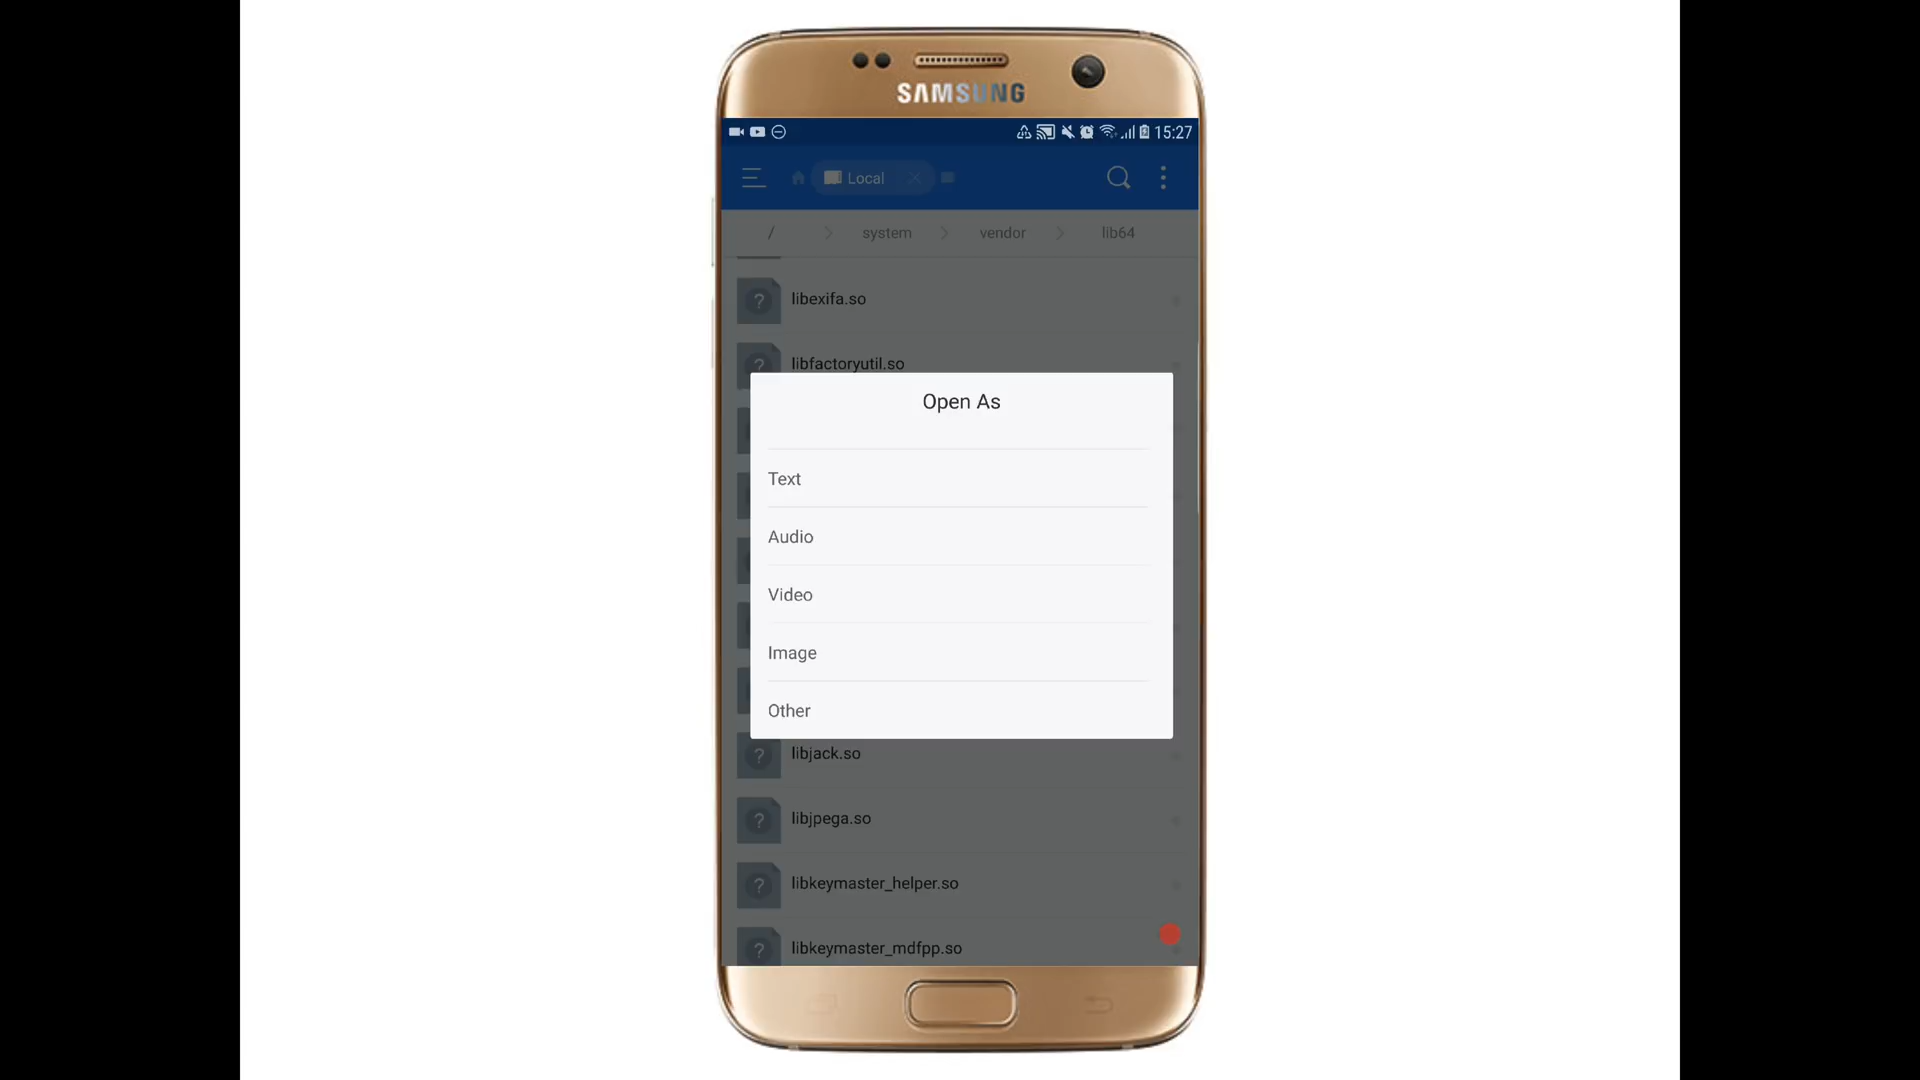 SAMSUNG
15:27
Local
/ system vendor lib64
libexifa.so
libfactoryutil.so
Open As
Text
Audio
Video
Image
Other
libjack.so
libjpega.so
libkeymaster_helper.so
libkeymaster_mdfpp.so